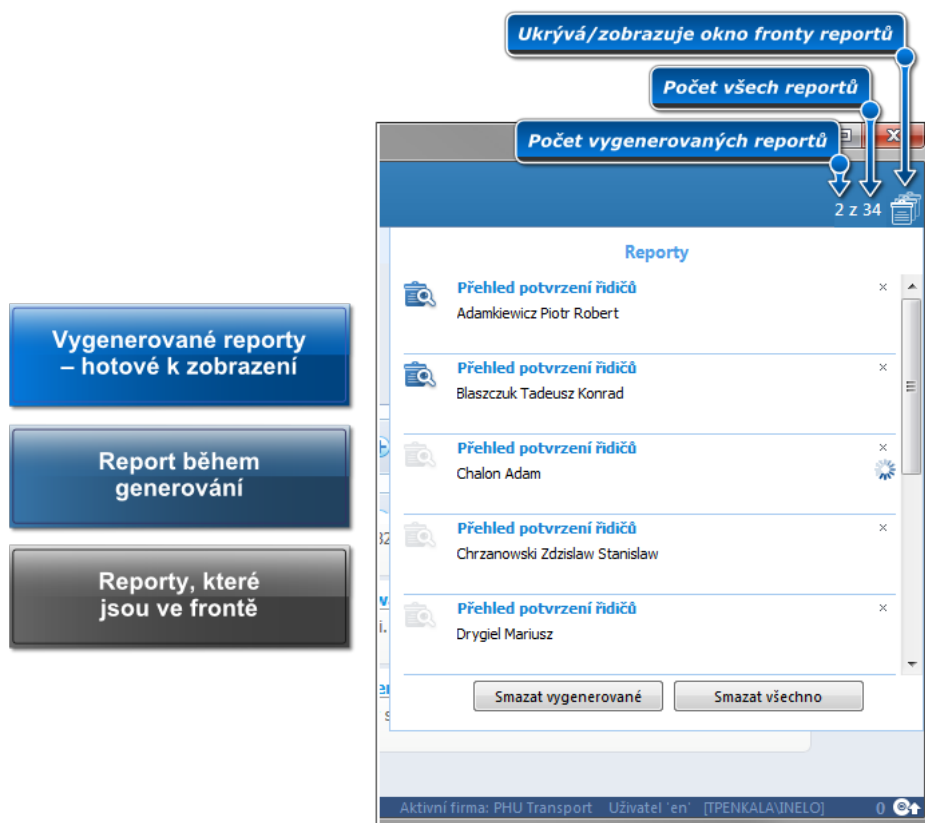 Ukrývá/zobrazuje okno fronty reportů
Počet všech reportů
Počet vygenerovaných reportů
2 z 34
Reporty
Přehled potvrzení řidičů
Adamkiewicz Piotr Robert
Vygenerované reporty
– hotové k zobrazení
Přehled potvrzení řidičů
Blaszczuk Tadeusz Konrad
Report během
generování
Přehled potvrzení řidičů
Chalon Adam
Přehled potvrzení řidičů
Chrzanowski Zdzislaw Stanislaw
Reporty, které
jsou ve frontě
Přehled potvrzení řidičů
Drygiel Mariusz
Smazat vygenerované
Smazat všechno
Aktivní firma: PHU Transport Uživatel 'en' [TPENKALA\INELO] 0